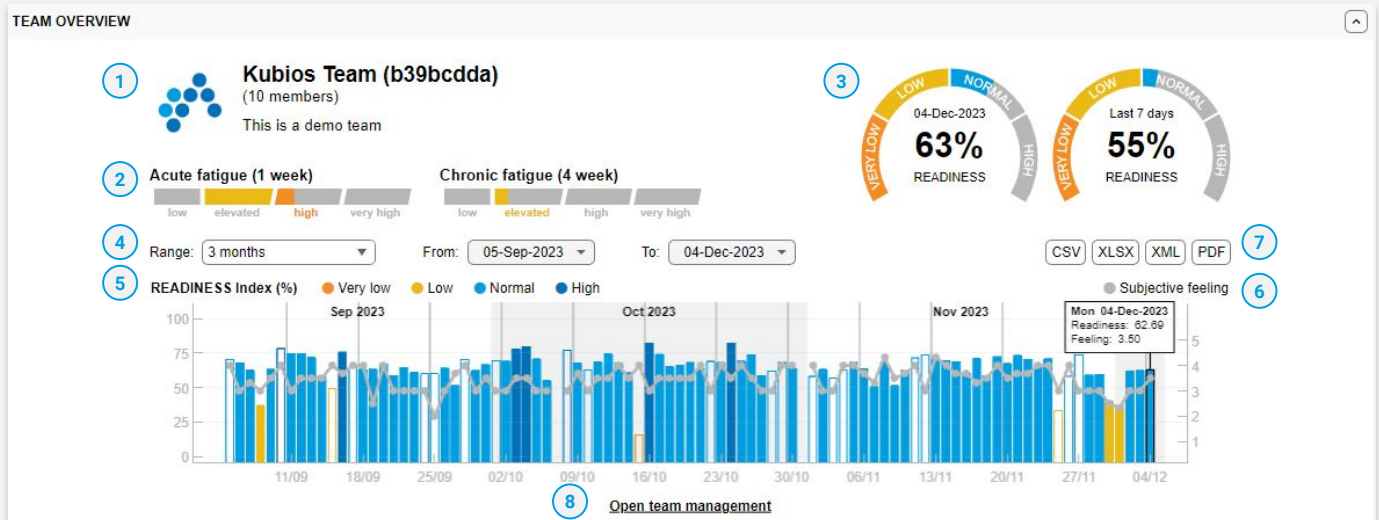 TEAM OVERVIEW
1
Kubios Team (b39bcdda)
(10 members)
This is a demo team
3
VERY LOW LOW NORMAL HIGH
04-Dec-2023
63%
READINESS
VERY LOW LOW NORMAL HIGH
Last 7 days
55%
READINESS
2
Acute fatigue (1 week)
low elevated high very high
Chronic fatigue (4 week)
low elevated high very high
4
Range: 3 months From: 05-Sep-2023 To: 04-Dec-2023
CSV XLSX XML PDF
7
5
READINESS Index (%) Very low Low Normal High
Subjective feeling
6
Sep 2023 Oct 2023 Nov 2023
Mon 04-Dec-2023
Readiness: 62.69
Feeling: 3.50
100
75
50
25
0
5
4
3
2
1
11/09 18/09 25/09 02/10 09/10 16/10 23/10 30/10 06/11 13/11 20/11 27/11 04/12
8
Open team management